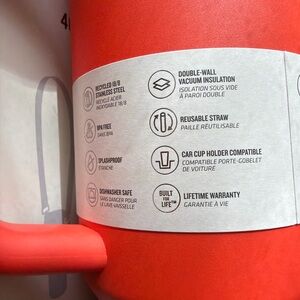 4
RECYCLED 18/8
STAINLESS STEEL
RECYCLÉ ACIER
INOXYDABLE 18/8
BPA FREE
SANS BPA
SPLASHPROOF
ÉTANCHE
DISHWASHER SAFE
SANS DANGER POUR
LE LAVE-VAISSELLE
DOUBLE-WALL
VACUUM INSULATION
ISOLATION SOUS VIDE
À PAROI DOUBLE
REUSABLE STRAW
PAILLE RÉUTILISABLE
CAR CUP HOLDER COMPATIBLE
COMPATIBLE PORTE-GOBELET
DE VOITURE
BUILT
FOR
LIFE™
LIFETIME WARRANTY
GARANTIE À VIE